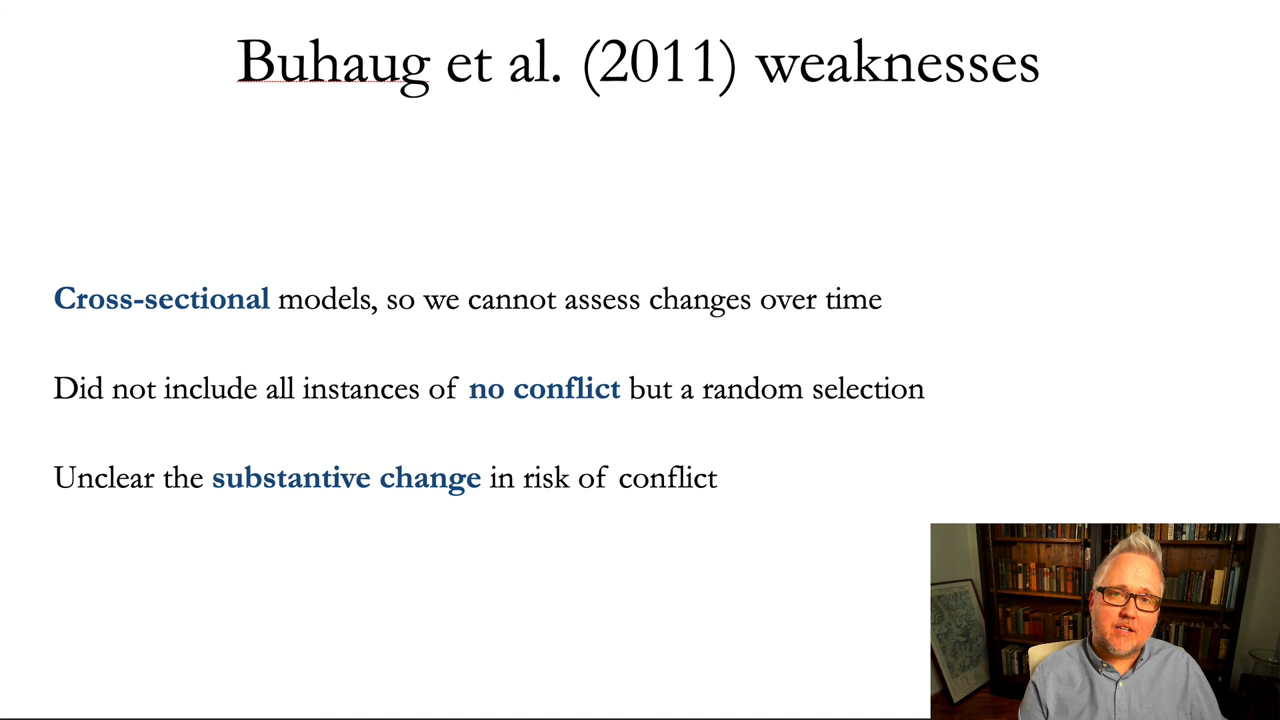 Buhaug et al. (2011) weaknesses
Cross-sectional models, so we cannot assess changes over time
Did not include all instances of no conflict but a random selection
Unclear the substantive change in risk of conflict